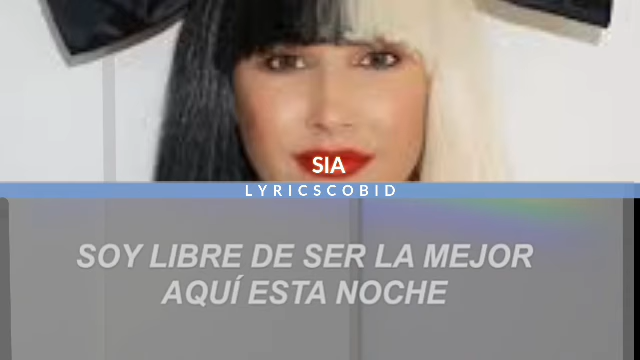 SIA
LYRICSCOBID
SOY LIBRE DE SER LA MEJOR
AQUÍ ESTA NOCHE